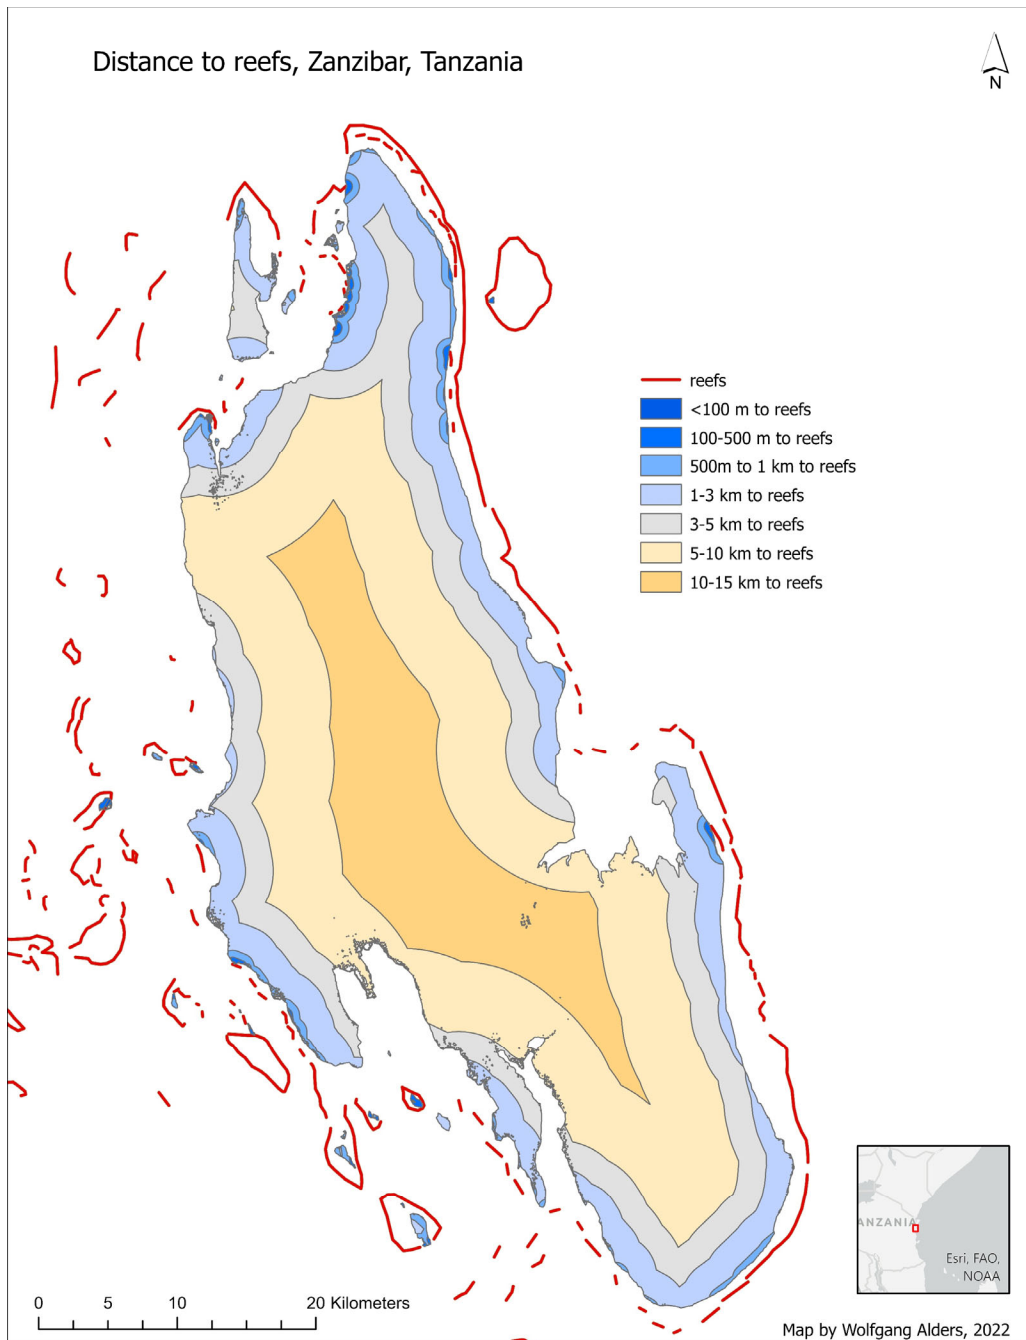 Distance to reefs, Zanzibar, Tanzania
N
reefs
<100 m to reefs
100-500 m to reefs
500m to 1 km to reefs
1-3 km to reefs
3-5 km to reefs
5-10 km to reefs
10-15 km to reefs
ANZANIA
Esri, FAO,
NOAA
0 5 10 20 Kilometers
Map by Wolfgang Alders, 2022